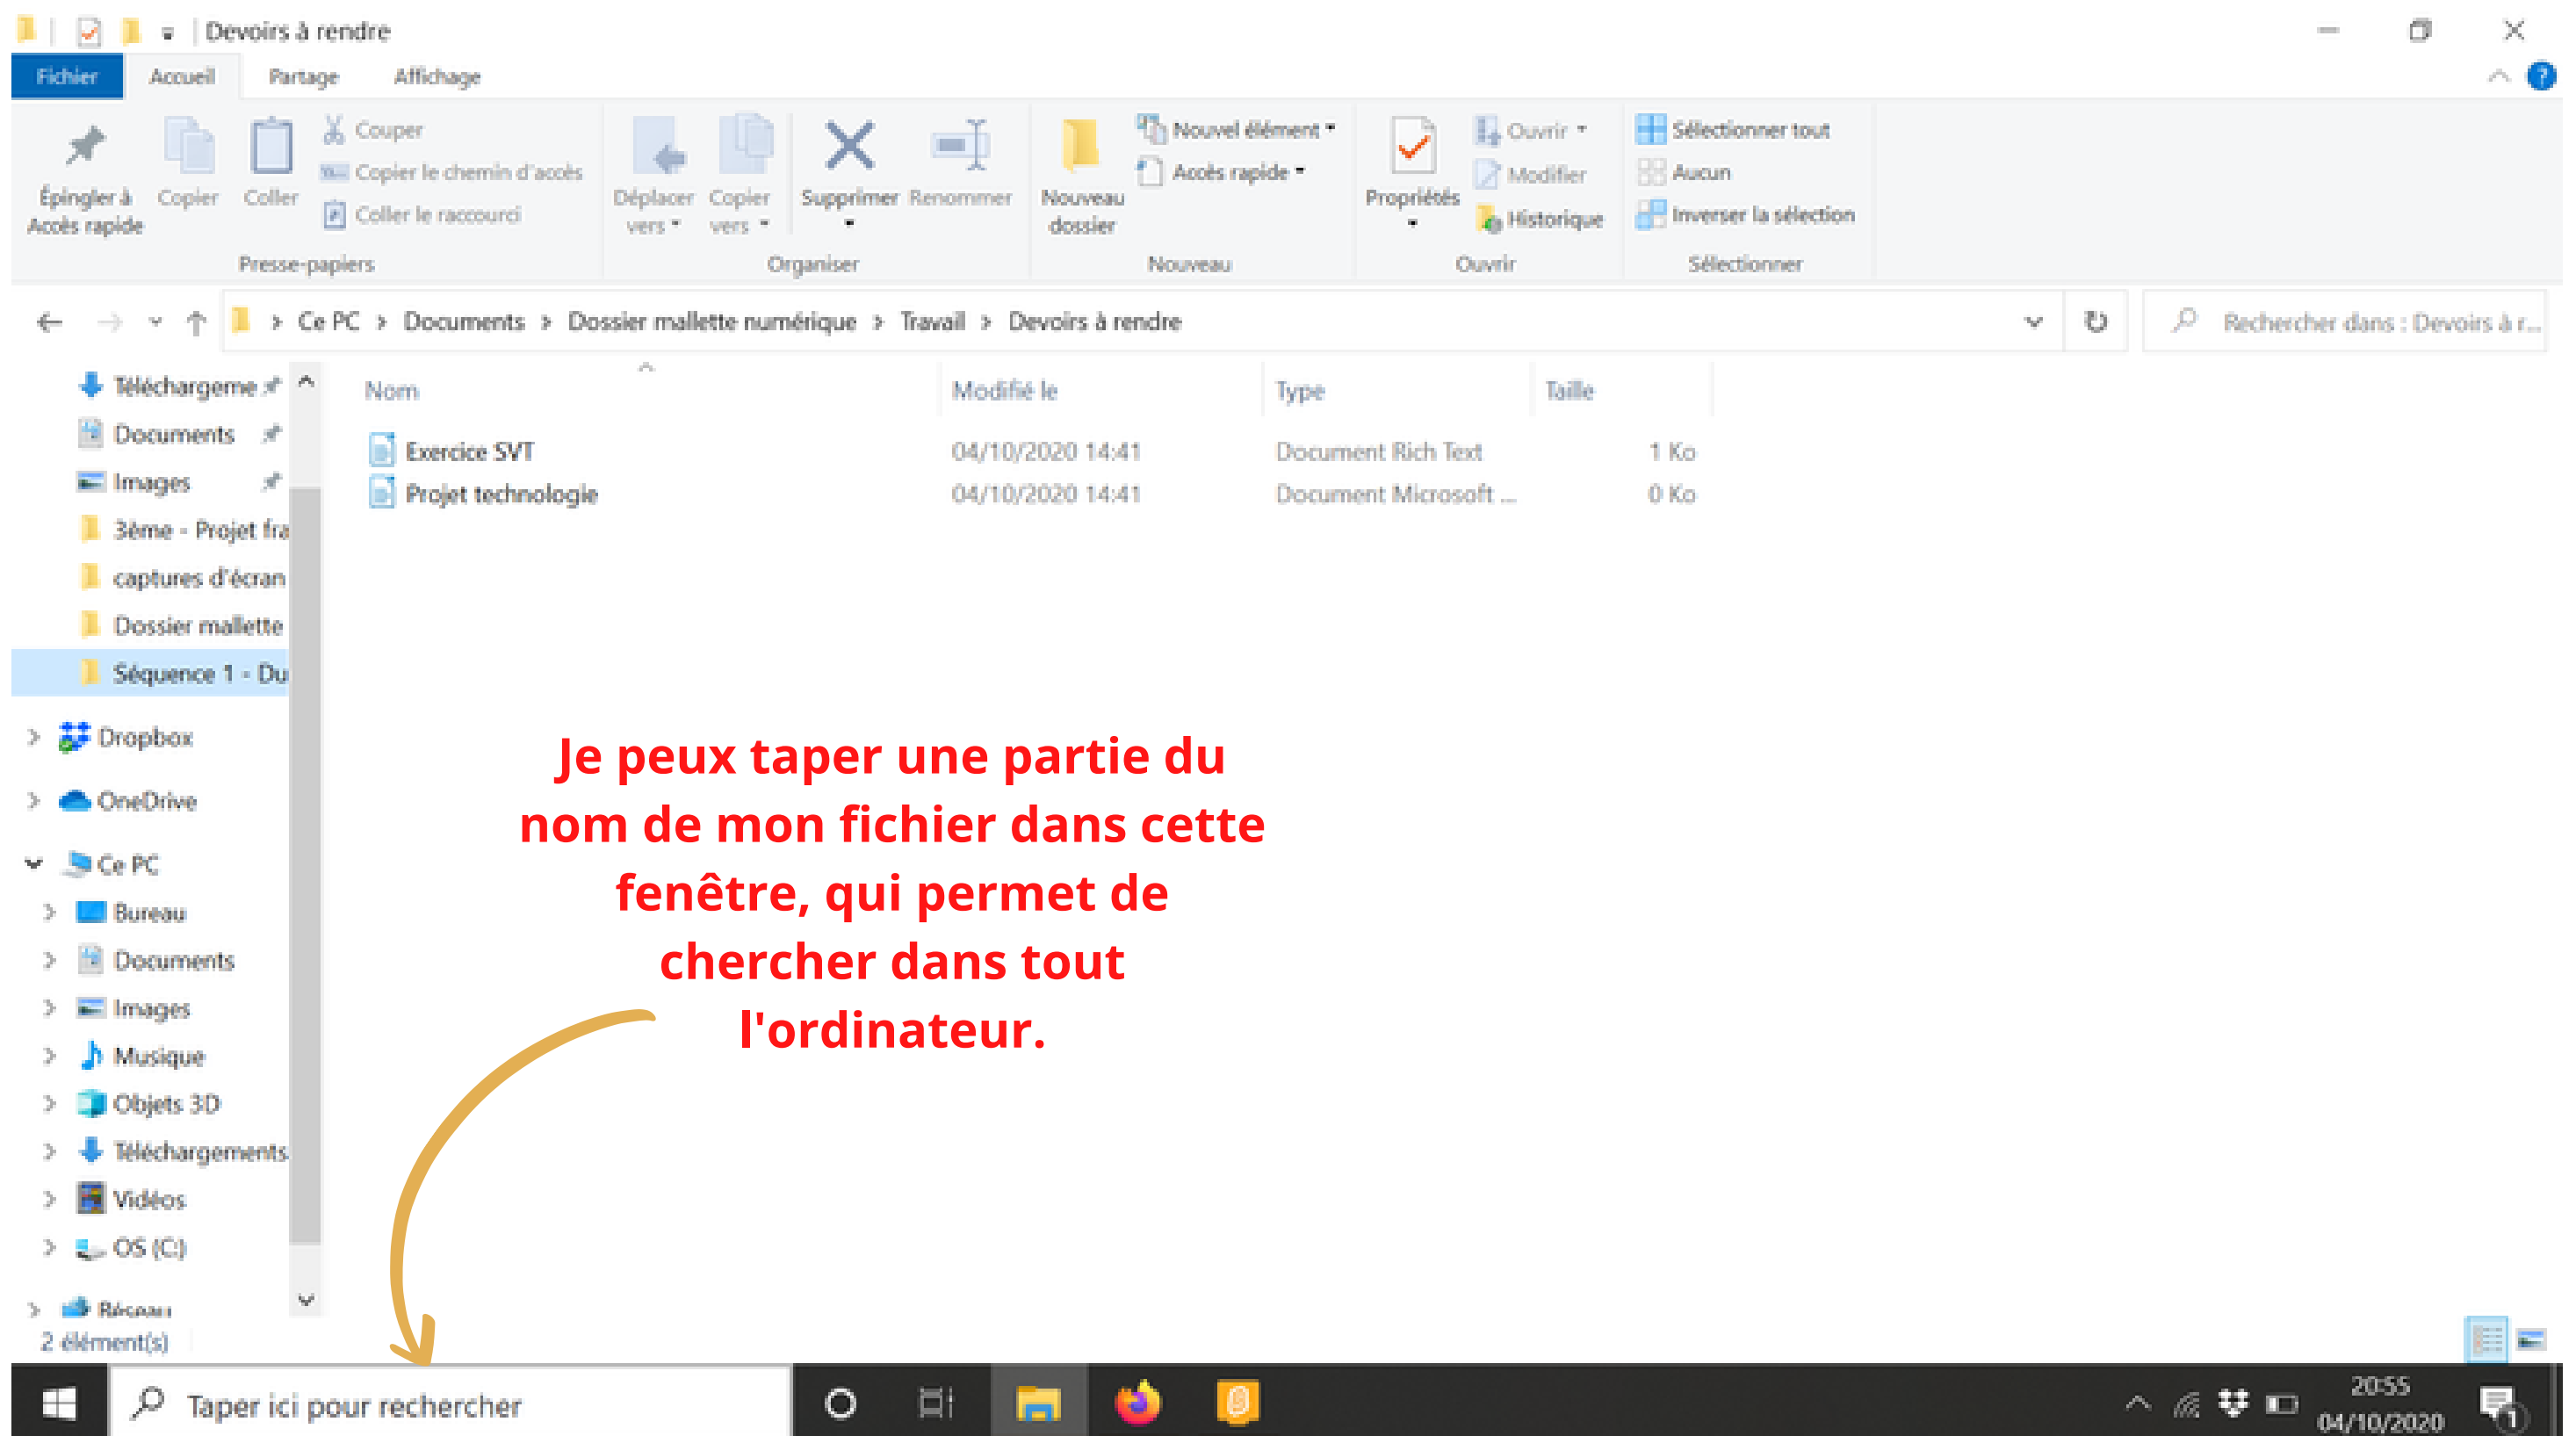 Devoirs à rendre
Fichier Accueil Partage Affichage
Épingler à Accès rapide
Copier
Coller
Couper
Copier le chemin d'accès
Coller le raccourci
Presse-papiers
Déplacer vers
Copier vers
Supprimer
Renommer
Organiser
Nouveau dossier
Nouvel élément
Accès rapide
Nouveau
Propriétés
Ouvrir
Modifier
Historique
Ouvrir
Sélectionner tout
Aucun
Inverser la sélection
Sélectionner
> Ce PC > Documents > Dossier mallette numérique > Travail > Devoirs à rendre
Rechercher dans : Devoirs à r...
Nom Modifié le Type Taille
Exercice SVT 04/10/2020 14:41 Document Rich Text 1 Ko
Projet technologie 04/10/2020 14:41 Document Microsoft ... 0 Ko
Télécharge­me
Documents
Images
3ème - Projet fra
captures d'écran
Dossier mallette
Séquence 1 - Du
Dropbox
OneDrive
Ce PC
Bureau
Documents
Images
Musique
Objets 3D
Téléchargements
Vidéos
OS (C:)
Réseau
2 élément(s)
Je peux taper une partie du
nom de mon fichier dans cette
fenêtre, qui permet de
chercher dans tout
l'ordinateur.
Taper ici pour rechercher
20:55
04/10/2020
1